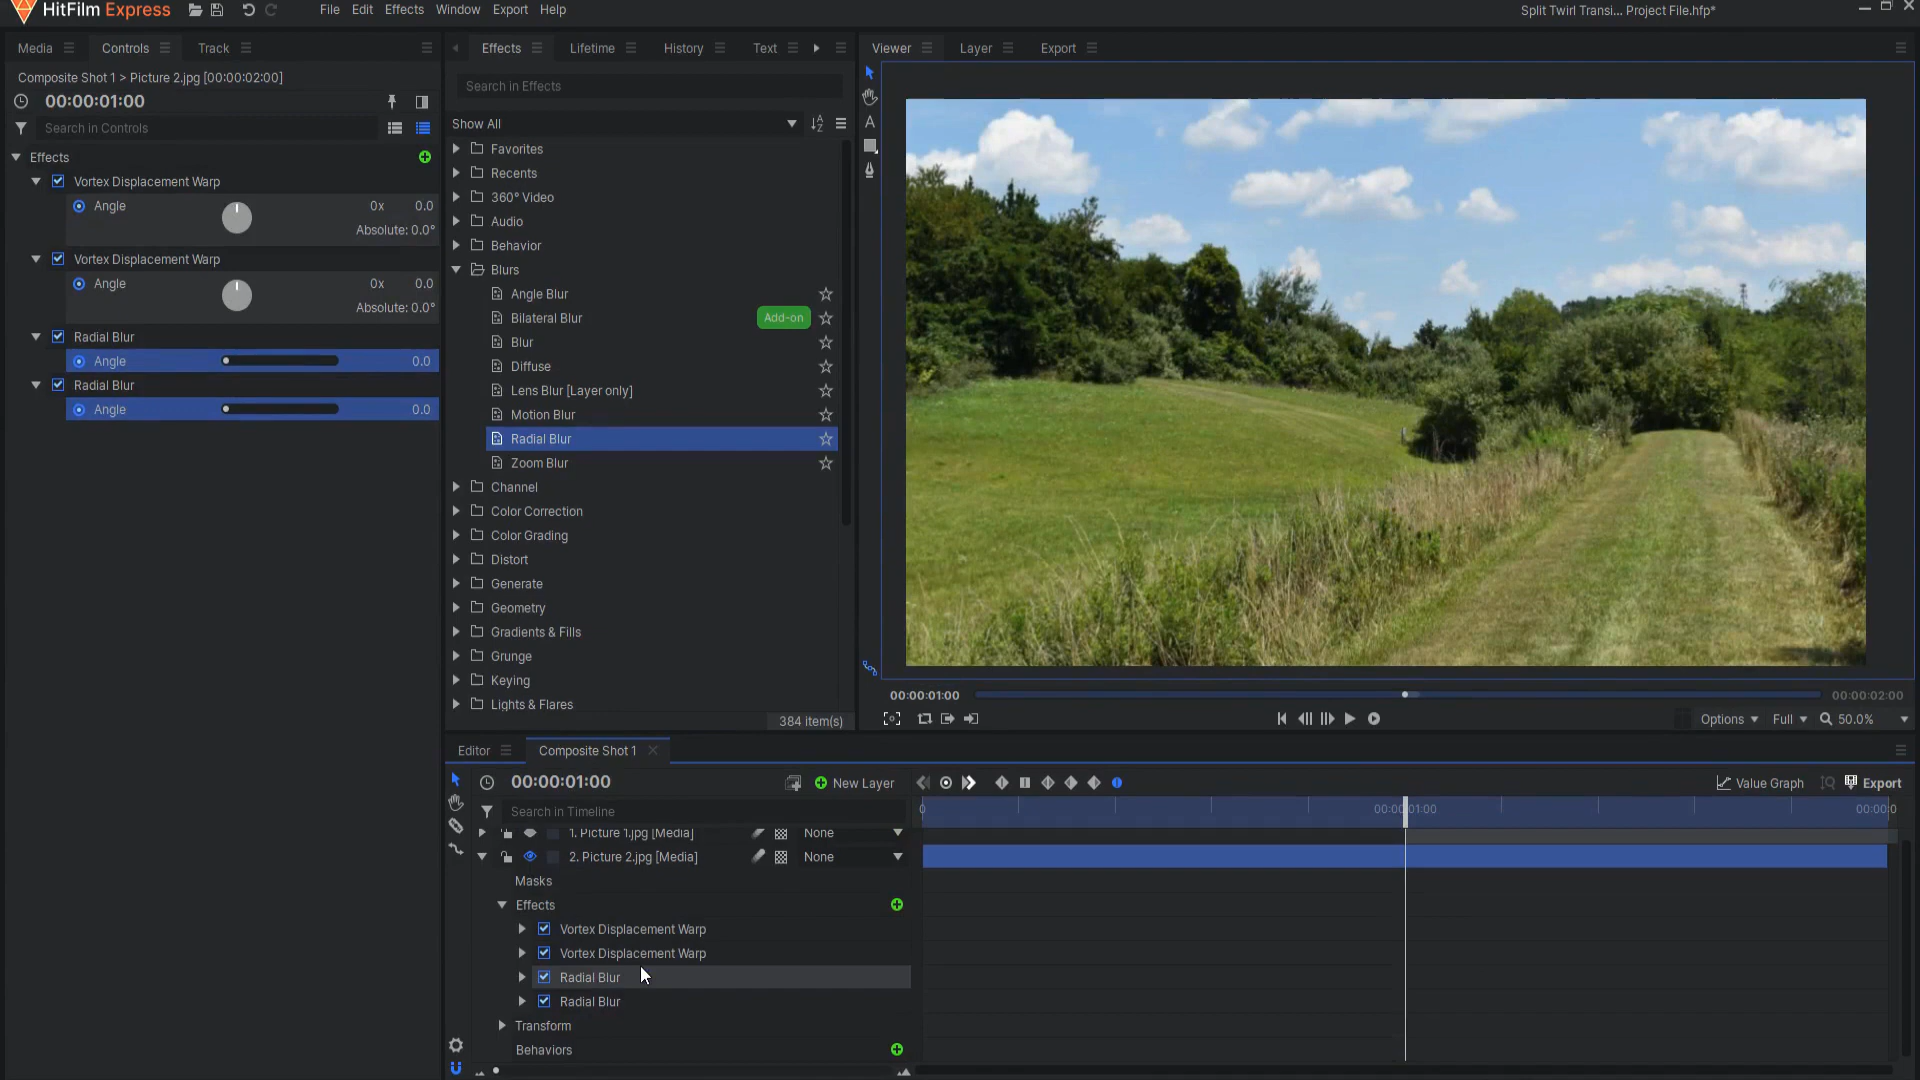 HitFilm Express
File Edit Effects Window Export Help
Split Twirl Transi... Project File.hfp*
Media Controls Track
Composite Shot 1 > Picture 2.jpg [00:00:02:00]
00:00:01:00
Search in Controls
Effects
Vortex Displacement Warp
Angle 0x 0.0
Absolute: 0.0°
Vortex Displacement Warp
Angle 0x 0.0
Absolute: 0.0°
Radial Blur
Angle 0.0
Radial Blur
Angle 0.0
Effects Lifetime History Text
Search in Effects
Show All
Favorites
Recents
360° Video
Audio
Behavior
Blurs
Angle Blur
Bilateral Blur Add-on
Blur
Diffuse
Lens Blur [Layer only]
Motion Blur
Radial Blur
Zoom Blur
Channel
Color Correction
Color Grading
Distort
Generate
Geometry
Gradients & Fills
Grunge
Keying
Lights & Flares
384 item(s)
Viewer Layer Export
A
00:00:01:00 00:00:02:00
Options Full 50.0%
Editor Composite Shot 1
00:00:01:00 New Layer Value Graph Export
Search in Timeline
0 00:00:01:00 00:00:0
1. Picture 1.jpg [Media] None
2. Picture 2.jpg [Media] None
Masks
Effects
Vortex Displacement Warp
Vortex Displacement Warp
Radial Blur
Radial Blur
Transform
Behaviors